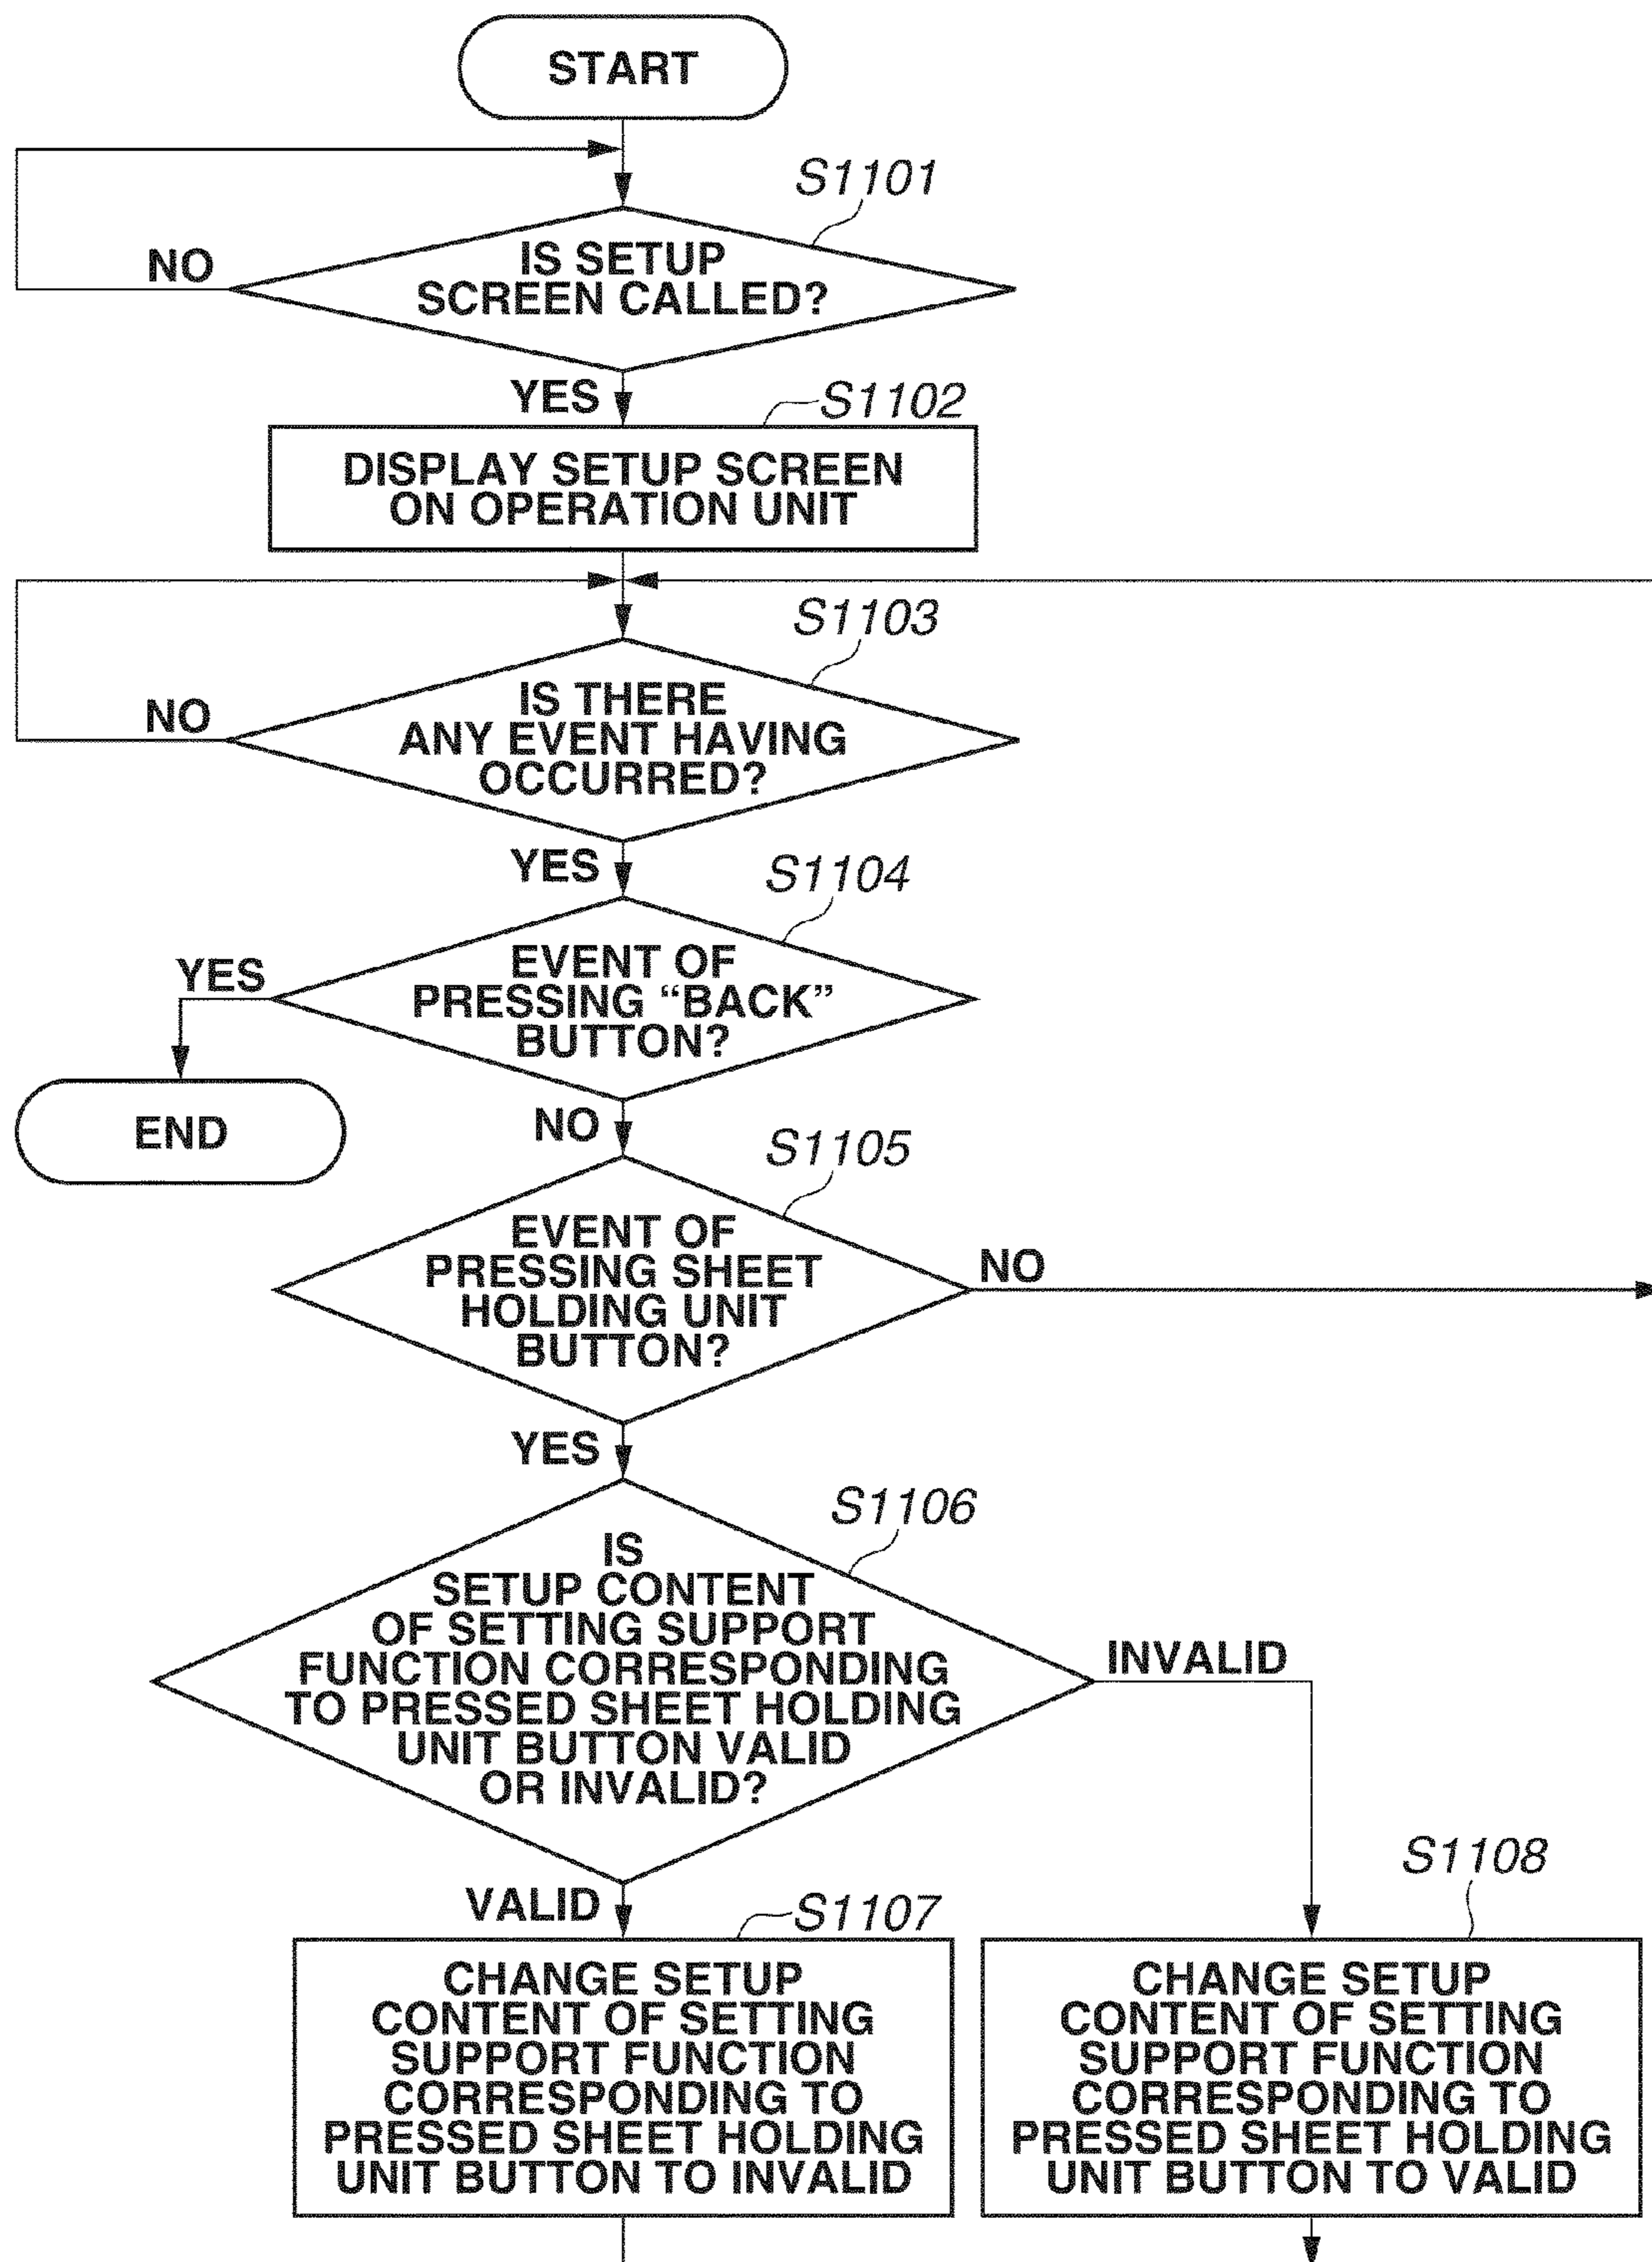 START
S1101
IS SETUP
SCREEN CALLED?
NO
YES
S1102
DISPLAY SETUP SCREEN
ON OPERATION UNIT
S1103
IS THERE
ANY EVENT HAVING
OCCURRED?
NO
YES
S1104
EVENT OF
PRESSING “BACK”
BUTTON?
YES
END
NO
S1105
EVENT OF
PRESSING SHEET
HOLDING UNIT
BUTTON?
NO
YES
S1106
IS
SETUP CONTENT
OF SETTING SUPPORT
FUNCTION CORRESPONDING
TO PRESSED SHEET HOLDING
UNIT BUTTON VALID
OR INVALID?
INVALID
VALID
S1107
CHANGE SETUP
CONTENT OF SETTING
SUPPORT FUNCTION
CORRESPONDING TO
PRESSED SHEET HOLDING
UNIT BUTTON TO INVALID
S1108
CHANGE SETUP
CONTENT OF SETTING
SUPPORT FUNCTION
CORRESPONDING TO
PRESSED SHEET HOLDING
UNIT BUTTON TO VALID